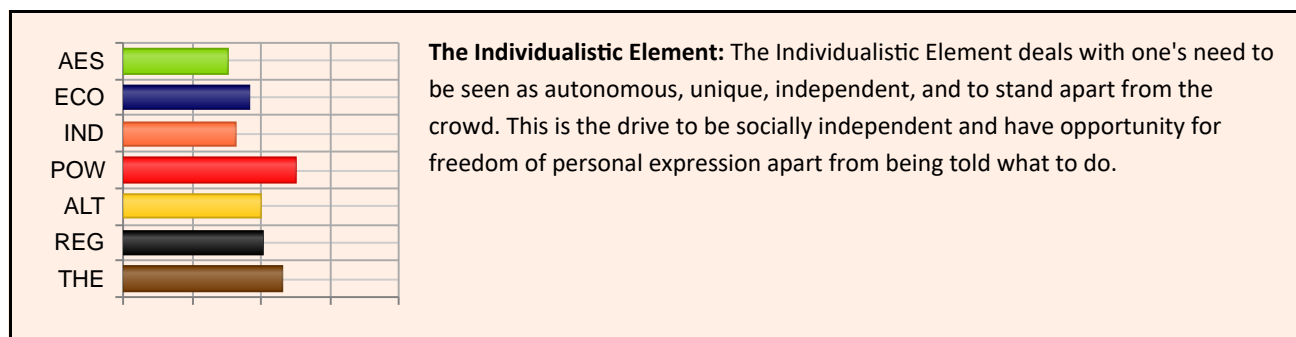 AES
ECO
IND
POW
ALT
REG
THE
The Individualistic Element: The Individualistic Element deals with one's need to
be seen as autonomous, unique, independent, and to stand apart from the
crowd. This is the drive to be socially independent and have opportunity for
freedom of personal expression apart from being told what to do.